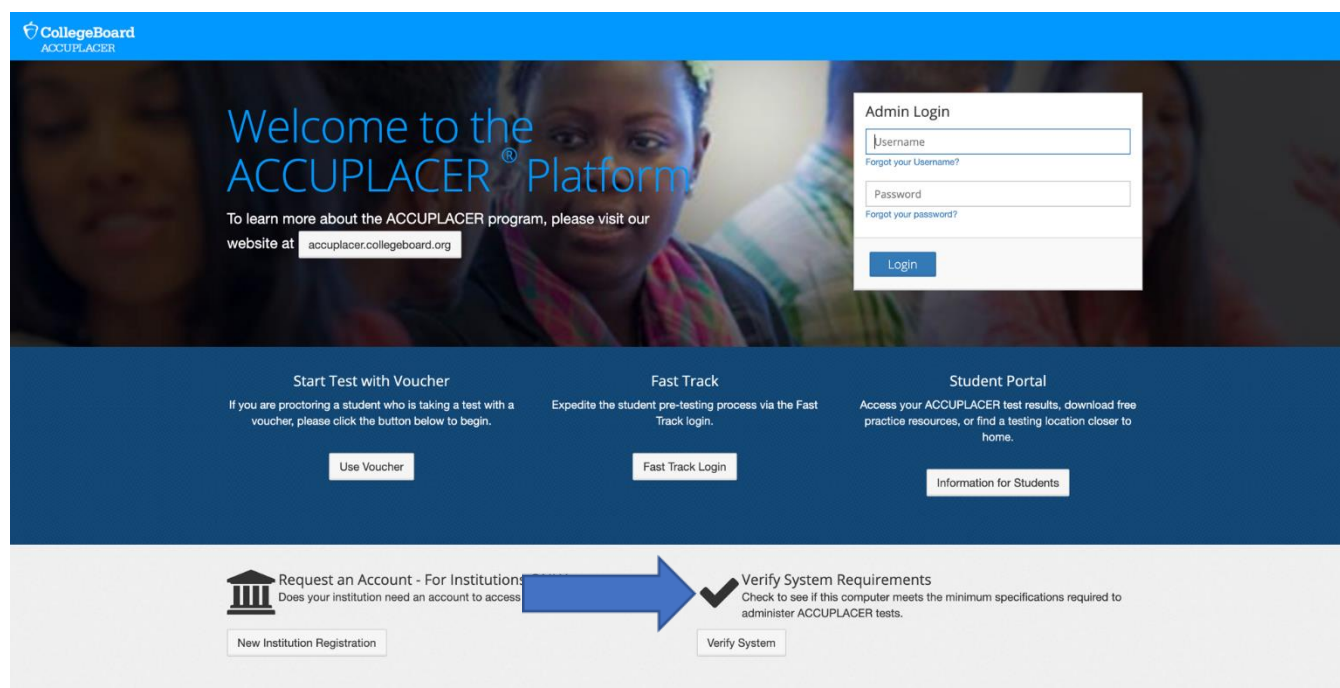 CollegeBoard
ACCUPLACER
Welcome to the
ACCUPLACER® Platform
To learn more about the ACCUPLACER program, please visit our
website at accuplacer.collegeboard.org
Admin Login
Username
Forgot your Username?
Password
Forgot your password?
Login
Start Test with Voucher
If you are proctoring a student who is taking a test with a
voucher, please click the button below to begin.
Use Voucher
Fast Track
Expedite the student pre-testing process via the Fast
Track login.
Fast Track Login
Student Portal
Access your ACCUPLACER test results, download free
practice resources, or find a testing location closer to
home.
Information for Students
Request an Account - For Institutions
Does your institution need an account to access
New Institution Registration
Verify System Requirements
Check to see if this computer meets the minimum specifications required to
administer ACCUPLACER tests.
Verify System